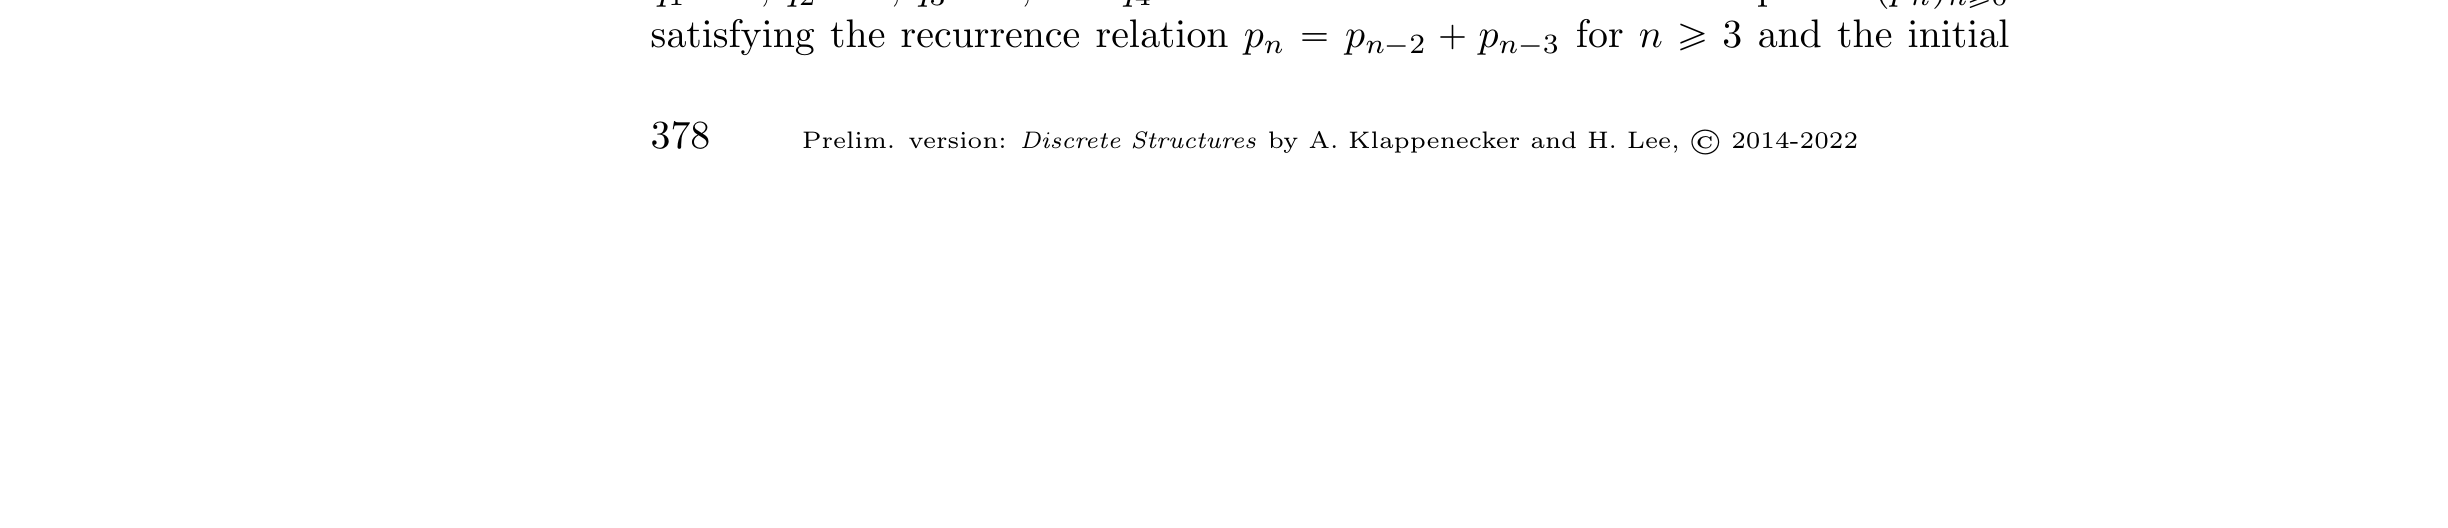 satisfying the recurrence relation pₙ = pₙ₋₂ + pₙ₋₃ for n ⩾ 3 and the initial
378 Prelim. version: Discrete Structures by A. Klappenecker and H. Lee, © 2014-2022